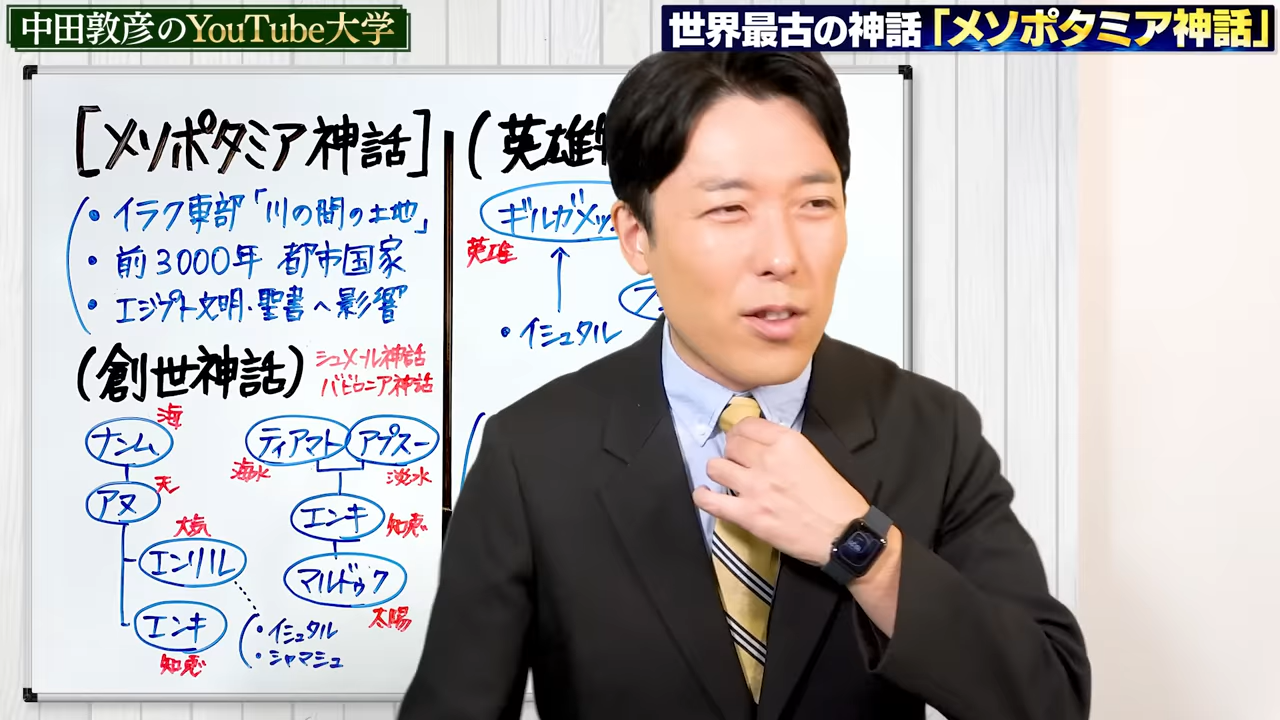 中田敦彦のYouTube大学
世界最古の神話「メソポタミア神話」
[メソポタミア神話]
・イラク東部「川の間の土地」
・前3000年 都市国家
・エジプト文明・聖書へ影響
(創世神話)
シュメール神話
バビロニア神話
海
ナンム
天
アヌ
大気
エンリル
エンキ
知恵
・イシュタル
・シャマシュ
ティアマト
アプスー
海水
淡水
エンキ
知恵
マルドゥク
太陽
(英雄
ギルガメッ
英雄
・イシュタル